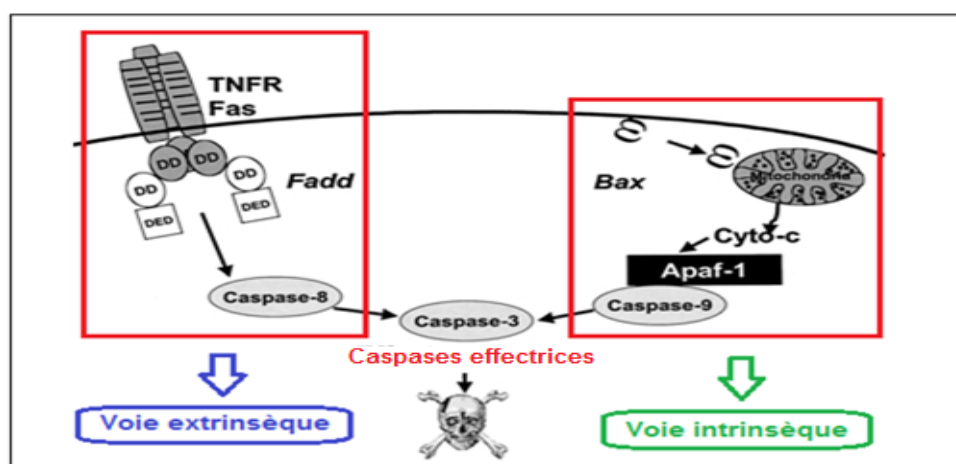 TNFR
Fas
DD
DD
DD
DD
Fadd
DED
DED
Caspase-8
Bax
Mitochondria
Cyto-c
Apaf-1
Caspase-9
Caspase-3
Caspases effectrices
Voie extrinsèque
Voie intrinsèque